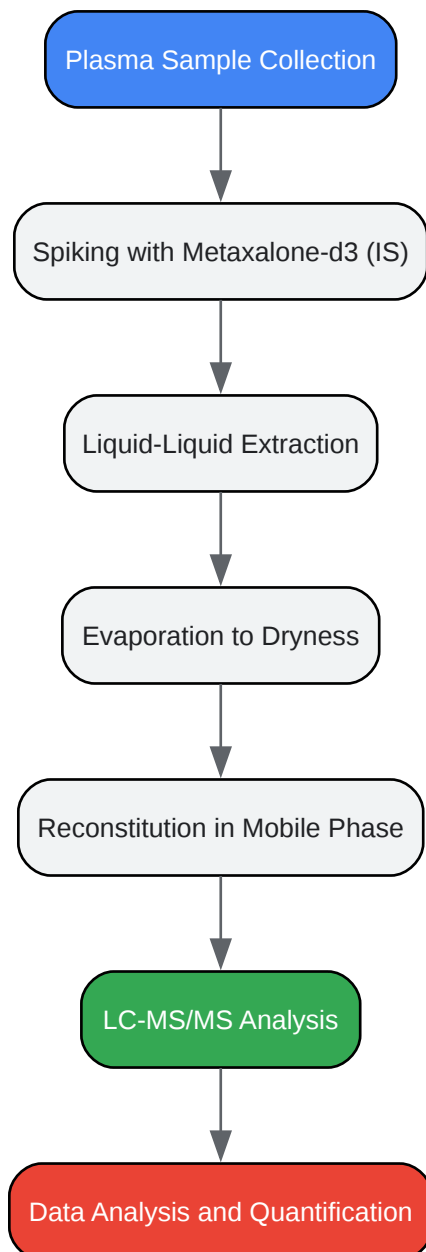 Plasma Sample Collection
Spiking with Metaxalone-d3 (IS)
Liquid-Liquid Extraction
Evaporation to Dryness
Reconstitution in Mobile Phase
LC-MS/MS Analysis
Data Analysis and Quantification